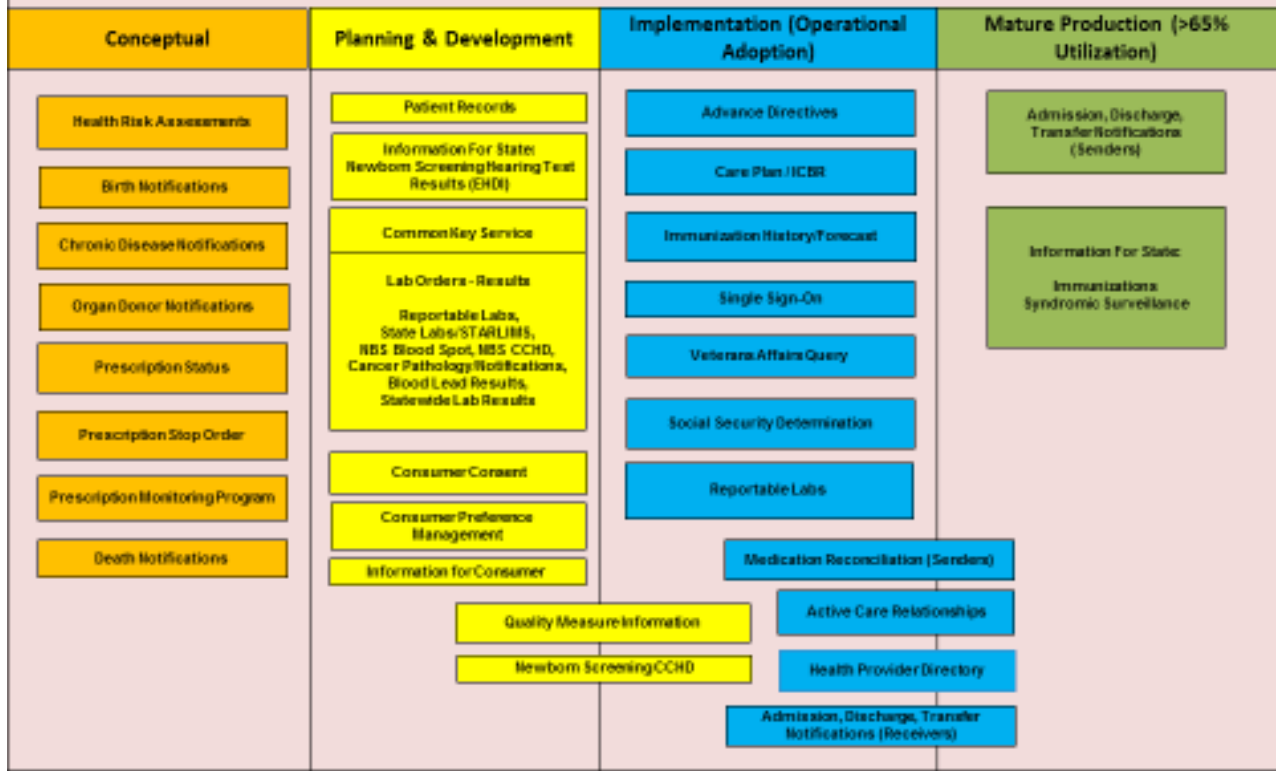 Conceptual
Health Risk Assessments
Birth Notifications
Chronic Disease Notifications
Organ Donor Notifications
Prescription Status
Prescription Stop Order
Prescription Monitoring Program
Death Notifications
Planning & Development
Patient Records
Information For State:
Newborn Screening Hearing Test
Results (EHDI)
Common Key Service
Lab Orders - Results
Reportable Labs,
State Labs/STARLIMS,
NBS Blood Spot, NBS CCHD,
Cancer Pathology/Notifications,
Blood Lead Results,
Statewide Lab Results
Consumer Consent
Consumer Preference
Management
Information for Consumer
Quality Measure Information
Newborn Screening CCHD
Implementation (Operational
Adoption)
Advance Directives
Care Plan / ICBR
Immunization History/Forecast
Single Sign-On
Veterans Affairs Query
Social Security Determination
Reportable Labs
Medication Reconciliation (Senders)
Active Care Relationships
Health Provider Directory
Admission, Discharge, Transfer
Notifications (Receivers)
Mature Production (>65%
Utilization)
Admission, Discharge,
Transfer Notifications
(Senders)
Information For State:
Immunizations
Syndromic Surveillance